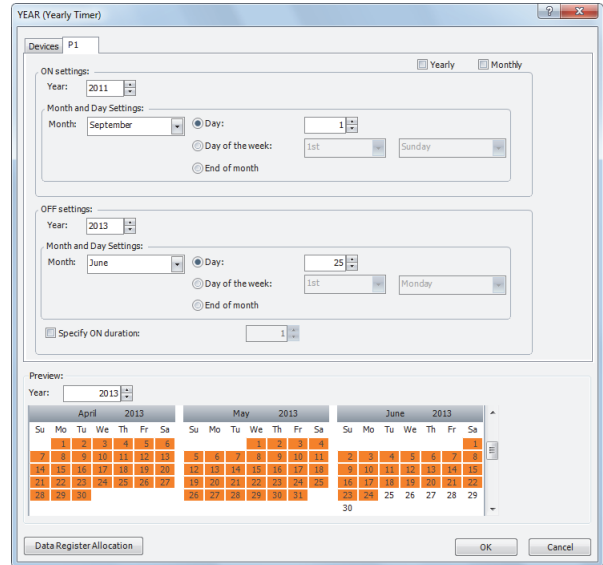 YEAR (Yearly Timer)
?
Devices P1
Yearly Monthly
ON settings:
Year: 2011
Month and Day Settings:
Month: September Day: 1
Day of the week: 1st Sunday
End of month
OFF settings:
Year: 2013
Month and Day Settings:
Month: June Day: 25
Day of the week: 1st Monday
End of month
Specify ON duration: 1
Preview:
Year: 2013
April 2013 May 2013 June 2013
Su Mo Tu We Th Fr Sa Su Mo Tu We Th Fr Sa Su Mo Tu We Th Fr Sa
1 2 3 4 5 6 1 2 3 4 1
7 8 9 10 11 12 13 5 6 7 8 9 10 11 2 3 4 5 6 7 8
14 15 16 17 18 19 20 12 13 14 15 16 17 18 9 10 11 12 13 14 15
21 22 23 24 25 26 27 19 20 21 22 23 24 25 16 17 18 19 20 21 22
28 29 30 26 27 28 29 30 31 23 24 25 26 27 28 29
30
Data Register Allocation OK Cancel